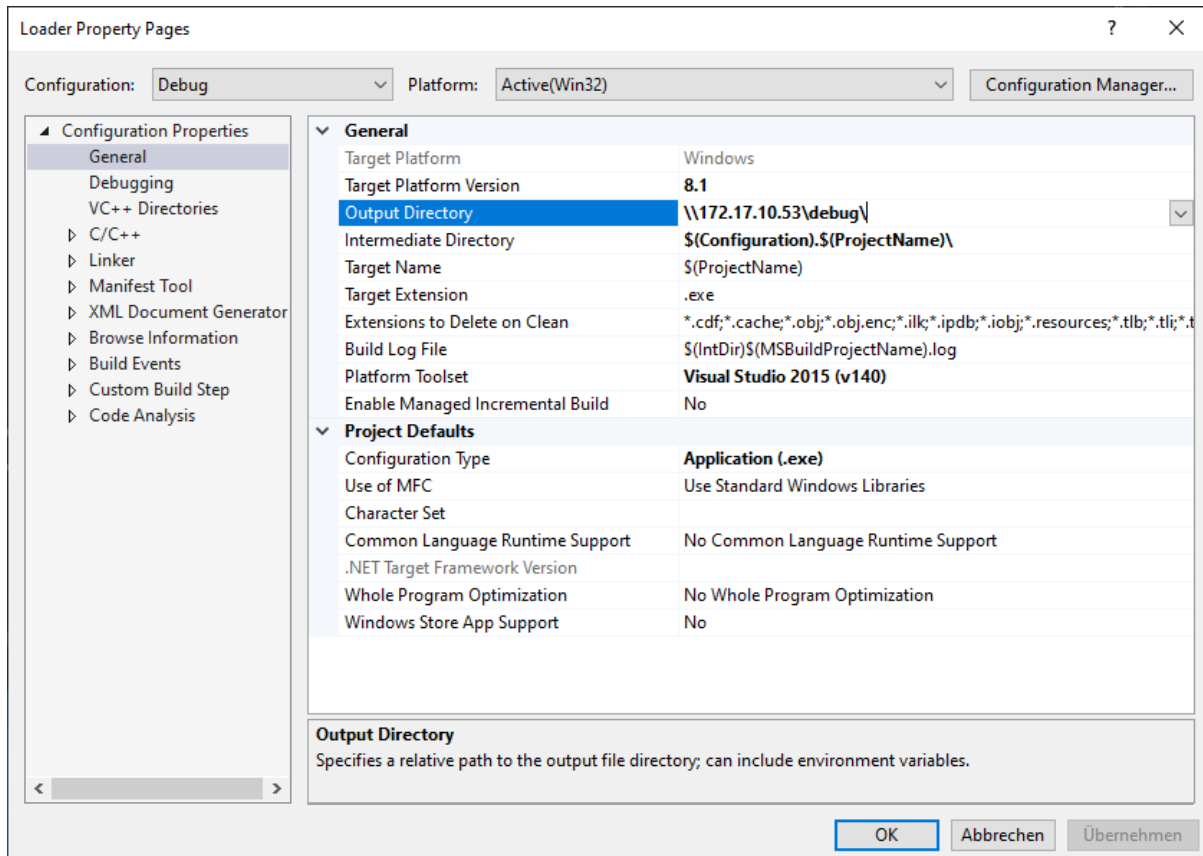 Loader Property Pages ?
Configuration: Debug Platform: Active(Win32) Configuration Manager...
Configuration Properties
General
Debugging
VC++ Directories
C/C++
Linker
Manifest Tool
XML Document Generator
Browse Information
Build Events
Custom Build Step
Code Analysis
General
Target Platform Windows
Target Platform Version 8.1
Output Directory \\172.17.10.53\debug\
Intermediate Directory $(Configuration).$(ProjectName)\
Target Name $(ProjectName)
Target Extension .exe
Extensions to Delete on Clean *.cdf;*.cache;*.obj;*.obj.enc;*.ilk;*.ipdb;*.iobj;*.resources;*.tlb;*.tli;*.t
Build Log File $(IntDir)$(MSBuildProjectName).log
Platform Toolset Visual Studio 2015 (v140)
Enable Managed Incremental Build No
Project Defaults
Configuration Type Application (.exe)
Use of MFC Use Standard Windows Libraries
Character Set
Common Language Runtime Support No Common Language Runtime Support
.NET Target Framework Version
Whole Program Optimization No Whole Program Optimization
Windows Store App Support No
Output Directory
Specifies a relative path to the output file directory; can include environment variables.
OK Abbrechen Übernehmen